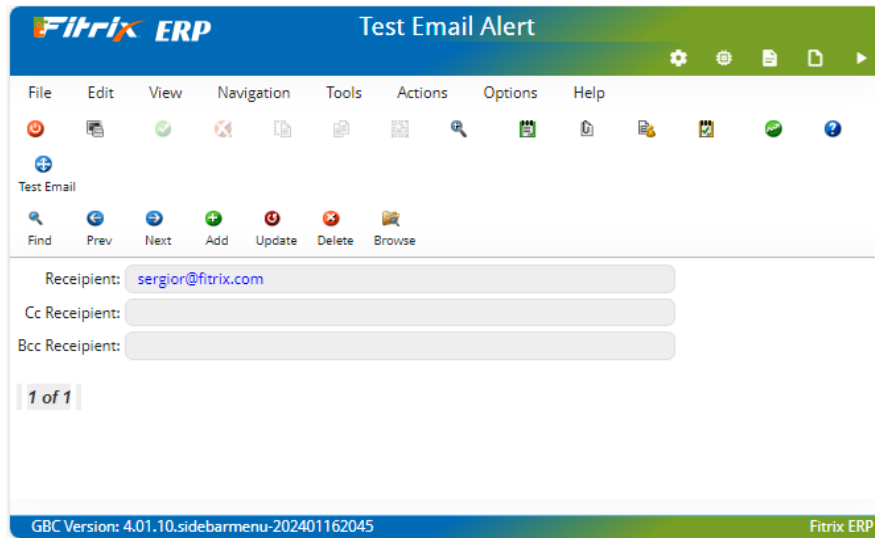 Fitrix ERP
Test Email Alert
File Edit View Navigation Tools Actions Options Help
Test Email
Find Prev Next Add Update Delete Browse
Receipient: sergior@fitrix.com
Cc Receipient:
Bcc Receipient:
1 of 1
GBC Version: 4.01.10.sidebarmenu-202401162045 Fitrix ERP